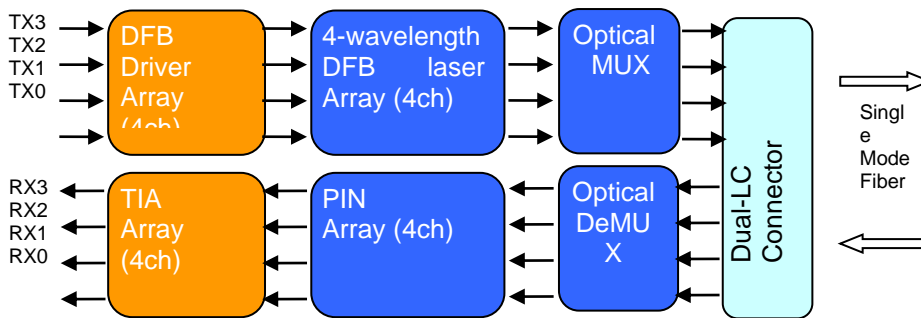 TX3
TX2
TX1
TX0
DFB
Driver
Array
(4ch)
4-wavelength
DFB laser
Array (4ch)
Optical
MUX
Singl
e
Mode
Fiber
Dual-LC
Connector
RX3
RX2
RX1
RX0
TIA
Array
(4ch)
PIN
Array (4ch)
Optical
DeMU
X